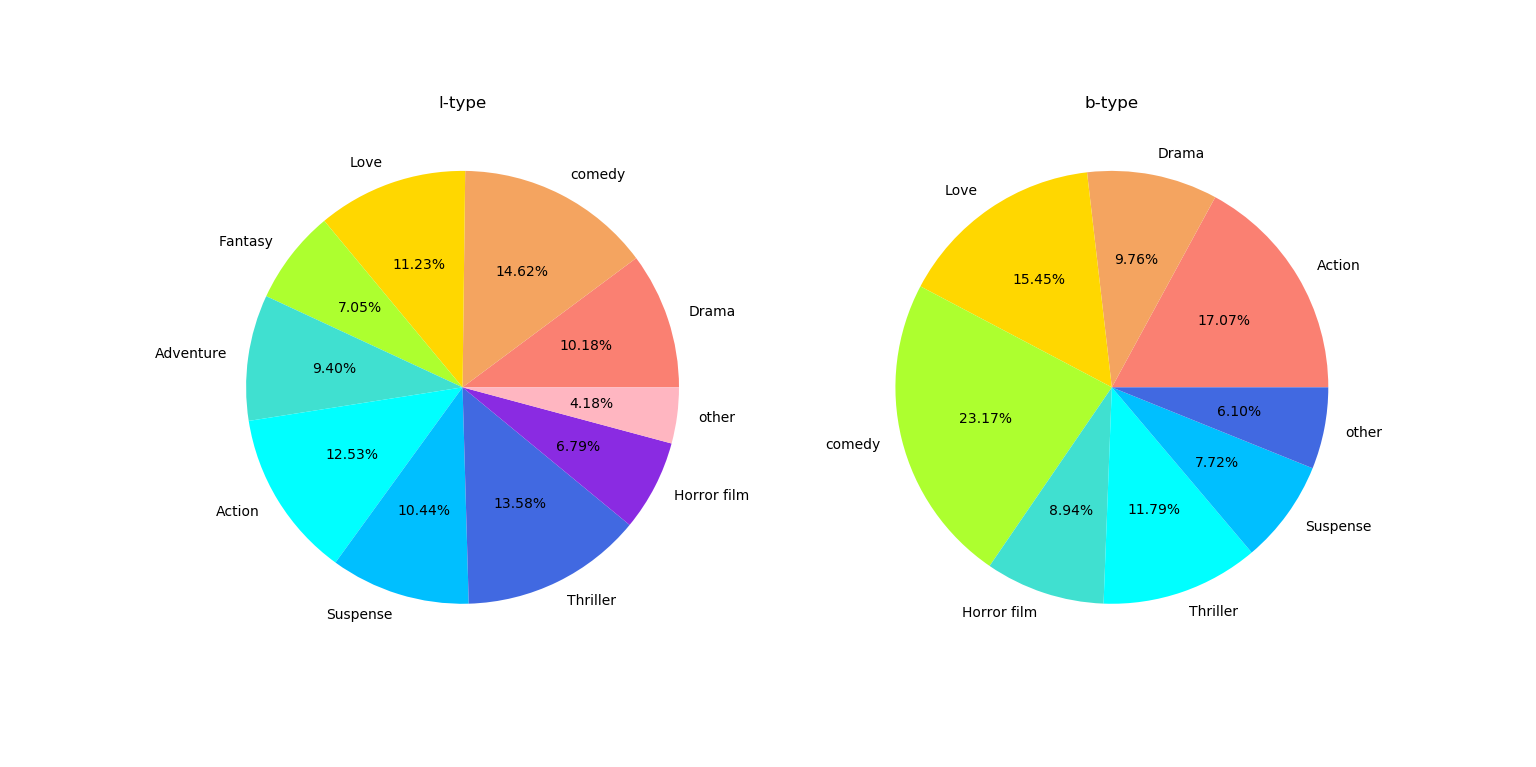 l-type
Love
comedy
Fantasy
11.23%
14.62%
7.05%
Drama
Adventure
9.40%
10.18%
4.18%
other
12.53%
6.79%
Action
10.44%
13.58%
Horror film
Suspense
Thriller
b-type
Drama
Love
9.76%
Action
15.45%
17.07%
comedy
23.17%
6.10%
other
8.94%
11.79%
7.72%
Suspense
Horror film
Thriller